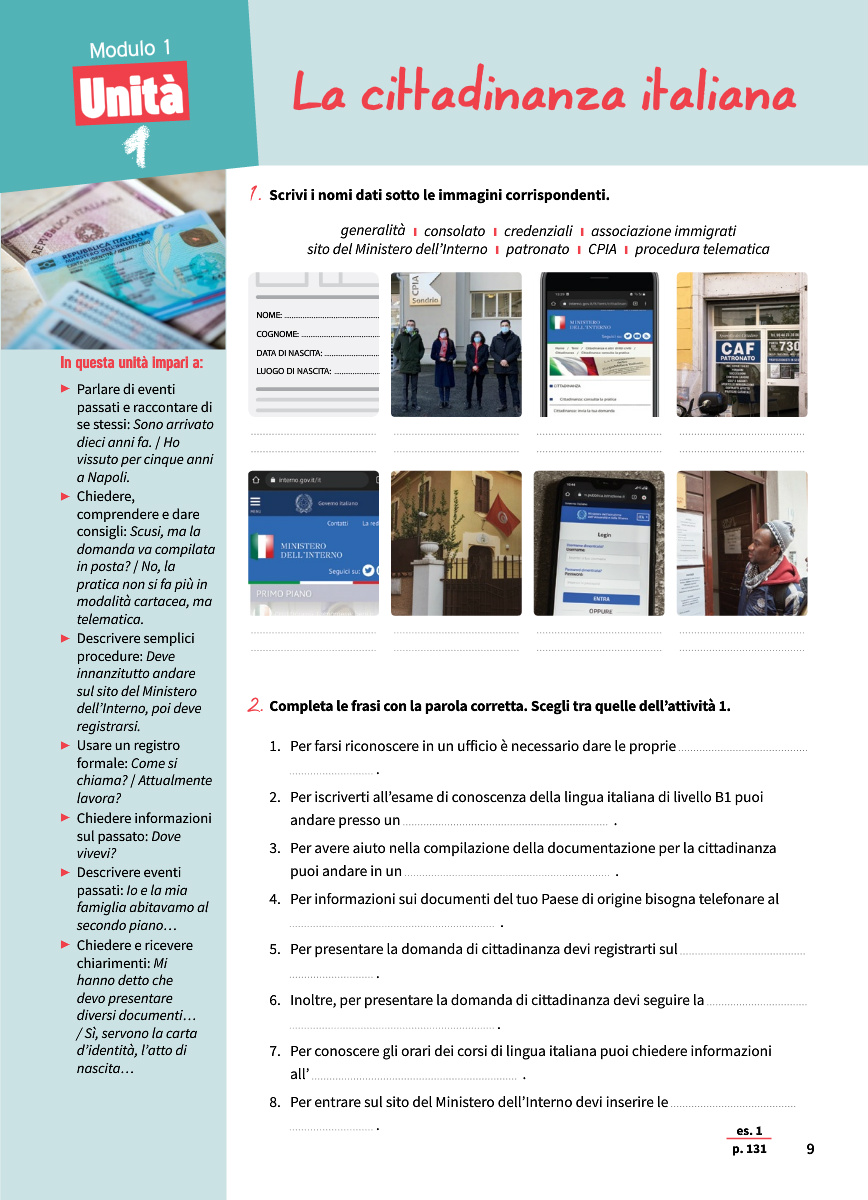 Modulo 1
Unità
1
La cittadinanza italiana
REPUBBLICA ITALIANA
In questa unità impari a:
Parlare di eventi
passati e raccontare di
se stessi: Sono arrivato
dieci anni fa. / Ho
vissuto per cinque anni
a Napoli.
Chiedere,
comprendere e dare
consigli: Scusi, ma la
domanda va compilata
in posta? / No, la
pratica non si fa più in
modalità cartacea, ma
telematica.
Descrivere semplici
procedure: Deve
innanzitutto andare
sul sito del Ministero
dell’Interno, poi deve
registrarsi.
Usare un registro
formale: Come si
chiama? / Attualmente
lavora?
Chiedere informazioni
sul passato: Dove
vivevi?
Descrivere eventi
passati: Io e la mia
famiglia abitavamo al
secondo piano…
Chiedere e ricevere
chiarimenti: Mi
hanno detto che
devo presentare
diversi documenti…
/ Sì, servono la carta
d’identità, l’atto di
nascita…
1. Scrivi i nomi dati sotto le immagini corrispondenti.
generalità consolato credenziali associazione immigrati
sito del Ministero dell’Interno patronato CPIA procedura telematica
NOME:
COGNOME:
DATA DI NASCITA:
LUOGO DI NASCITA:
CPIA
Sondrio
MINISTERO
DELL'INTERNO
Seguici su:
CITTADINANZA
Cittadinanza: consulta la pratica
Cittadinanza: invia la tua domanda
CAF
PATRONATO
730
interno.gov.it/it
MENU
Governo Italiano
Contatti
MINISTERO
DELL'INTERNO
Seguici su:
PRIMO PIANO
Login
Username
Password
ENTRA
OPPURE
2. Completa le frasi con la parola corretta. Scegli tra quelle dell’attività 1.
1. Per farsi riconoscere in un ufficio è necessario dare le proprie
.
2. Per iscriverti all’esame di conoscenza della lingua italiana di livello B1 puoi
andare presso un .
3. Per avere aiuto nella compilazione della documentazione per la cittadinanza
puoi andare in un .
4. Per informazioni sui documenti del tuo Paese di origine bisogna telefonare al
.
5. Per presentare la domanda di cittadinanza devi registrarti sul
.
6. Inoltre, per presentare la domanda di cittadinanza devi seguire la
.
7. Per conoscere gli orari dei corsi di lingua italiana puoi chiedere informazioni
all’ .
8. Per entrare sul sito del Ministero dell’Interno devi inserire le
.
es. 1
p. 131
9